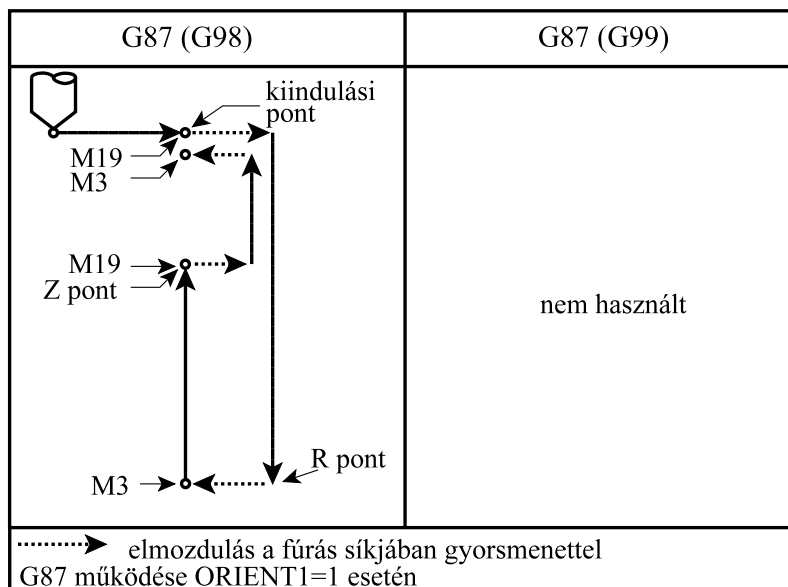 G87 (G98)
G87 (G99)
kiindulási
pont
M19
M3
M19
Z pont
nem használt
R pont
M3
elmozdulás a fúrás síkjában gyorsmenettel
G87 működése ORIENT1=1 esetén